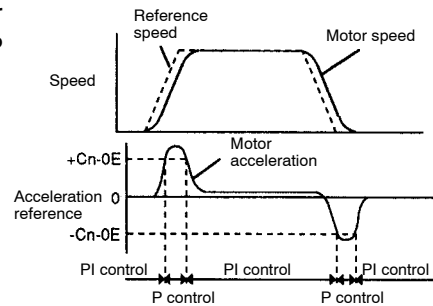 Reference
speed
Motor speed
Speed
+Cn-0E
Motor
acceleration
Acceleration
reference
0
-Cn-0E
PI control
PI control
PI control
P control
P control